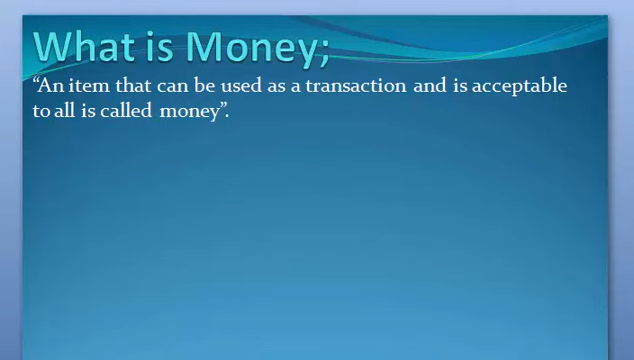 What is Money;
“An item that can be used as a transaction and is acceptable
to all is called money”.